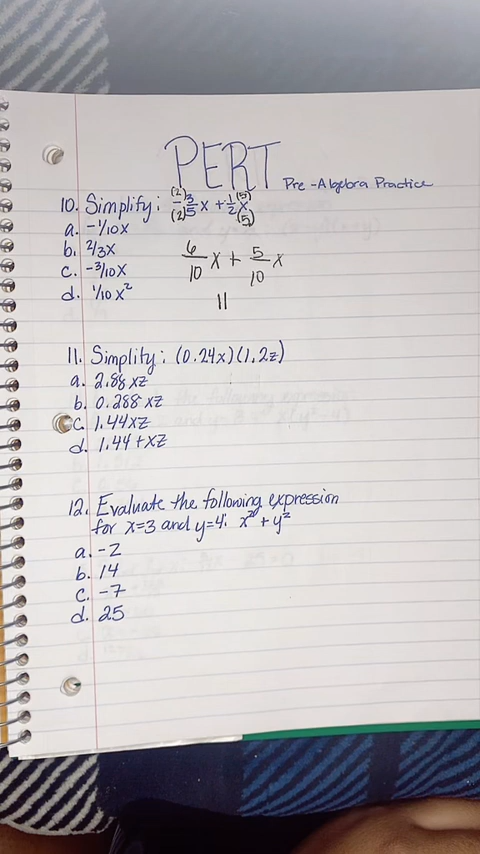 PERT Pre-Algebra Practice
(2) (5)
10. Simplify: -3/5x + 1/2x
(2) (5)
a. -1/10x
b. 2/3x
c. -3/10x
d. 1/10x²
6/10 x + 5/10 x
11
11. Simplify: (0.24x)(1.2z)
a. 2.88xz
b. 0.288xz
c. 1.44xz
d. 1.44+xz
12. Evaluate the following expression
for x=3 and y=4: x² + y²
a. -2
b. 14
c. -7
d. 25